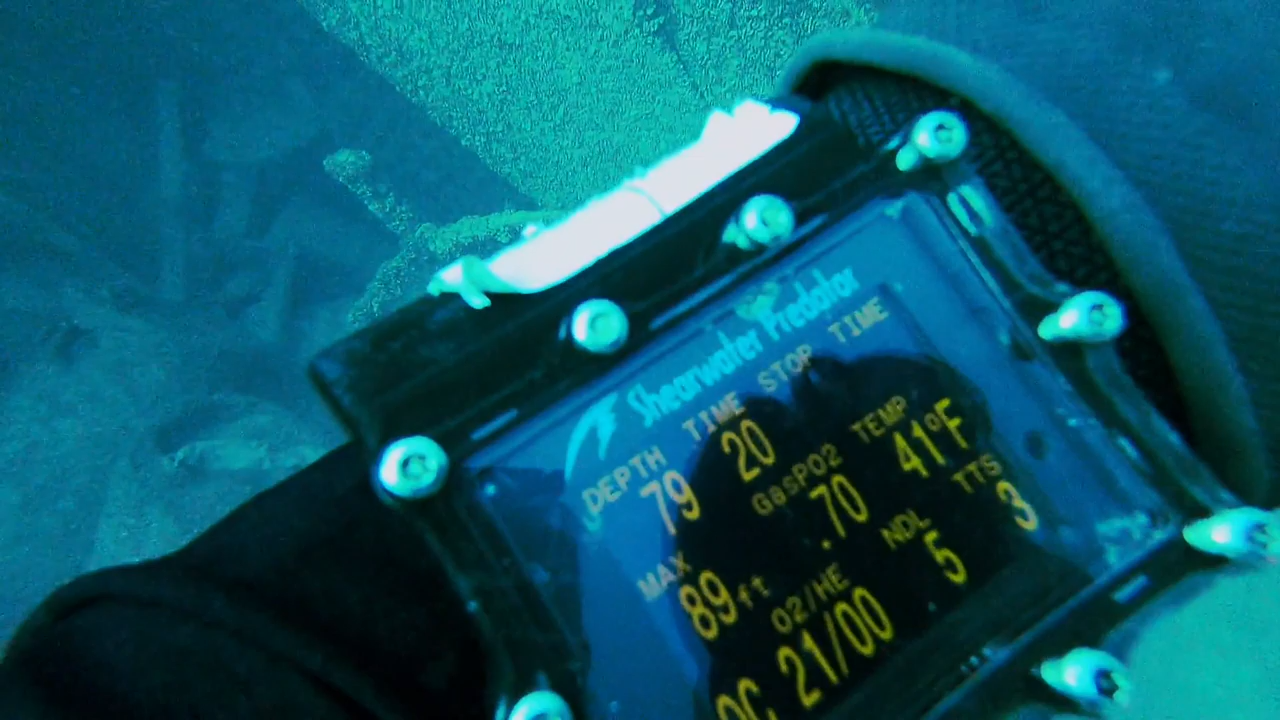 Shearwater Predator
DEPTH TIME STOP TIME
79 20
MAX GasPO2 TEMP
89ft .70 41°F
O2/HE NDL TTS
OC 21/00 5 3